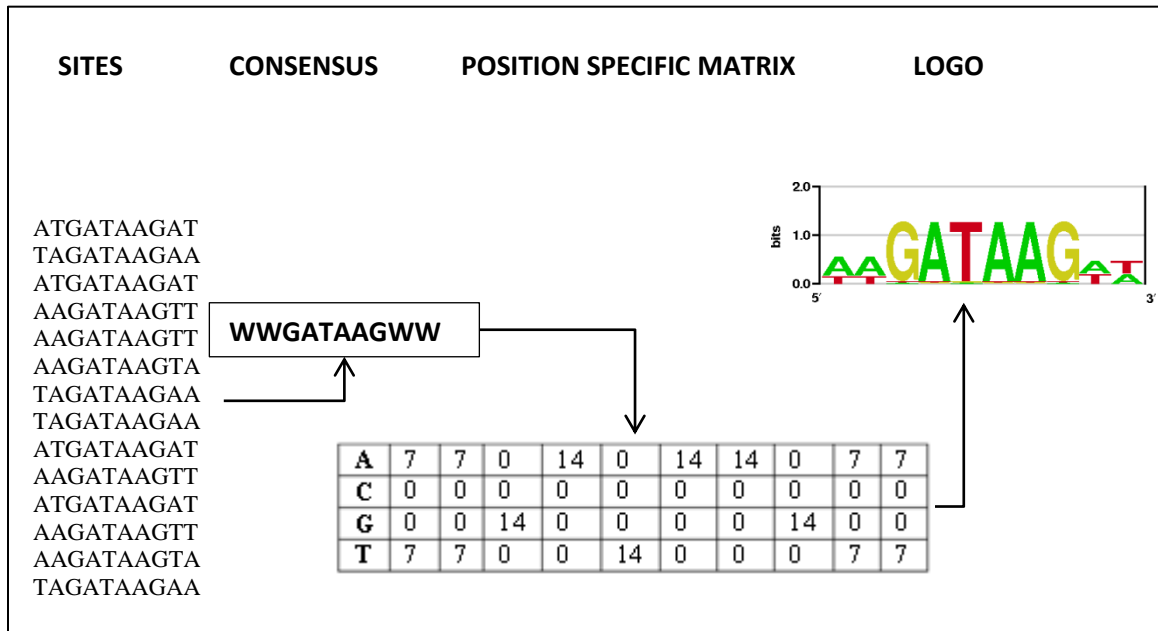 SITES CONSENSUS POSITION SPECIFIC MATRIX LOGO
ATGATAAGAT
TAGATAAGAA
ATGATAAGAT
AAGATAAGTT
AAGATAAGTT
AAGATAAGTA
TAGATAAGAA
TAGATAAGAA
ATGATAAGAT
AAGATAAGTT
ATGATAAGAT
AAGATAAGTT
AAGATAAGTA
TAGATAAGAA
WWGATAAGWW
A 7 7 0 14 0 14 14 0 7 7
C 0 0 0 0 0 0 0 0 0 0
G 0 0 14 0 0 0 0 14 0 0
T 7 7 0 0 14 0 0 0 7 7
2.0
bits
1.0
0.0
AAGATAAGAT
TT TA
5′ 3′